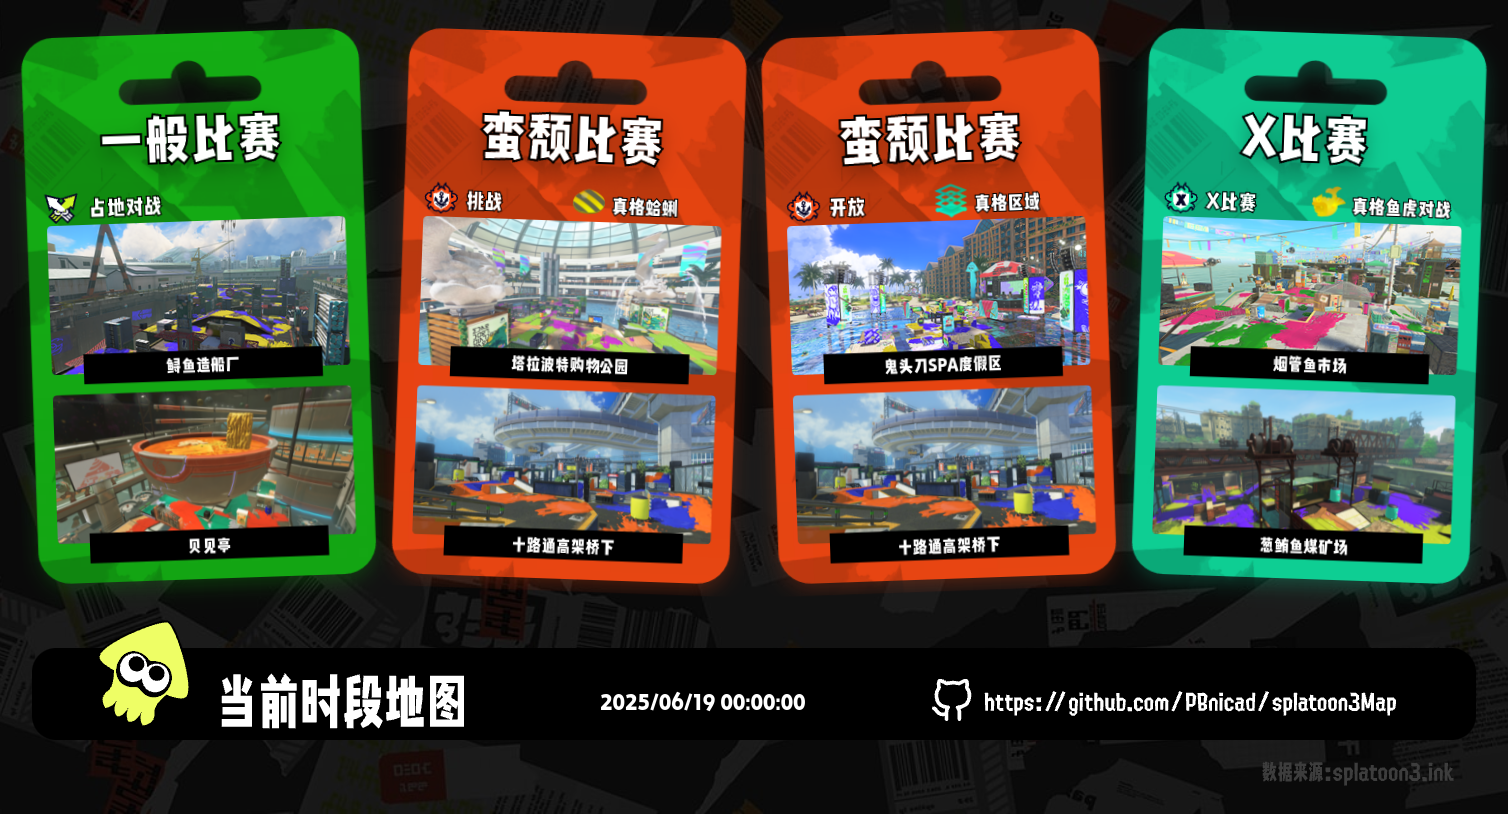 一般比赛
占地对战
鲟鱼造船厂
贝见亭
蛮颓比赛
挑战
真格蛤蜊
塔拉波特购物公园
十路通高架桥下
蛮颓比赛
开放
真格区域
鬼头刀SPA度假区
十路通高架桥下
X比赛
X比赛
真格鱼虎对战
烟管鱼市场
葱鲔鱼煤矿场
当前时段地图
2025/06/19 00:00:00
https://github.com/PBnicad/splatoon3Map
数据来源:splatoon3.ink